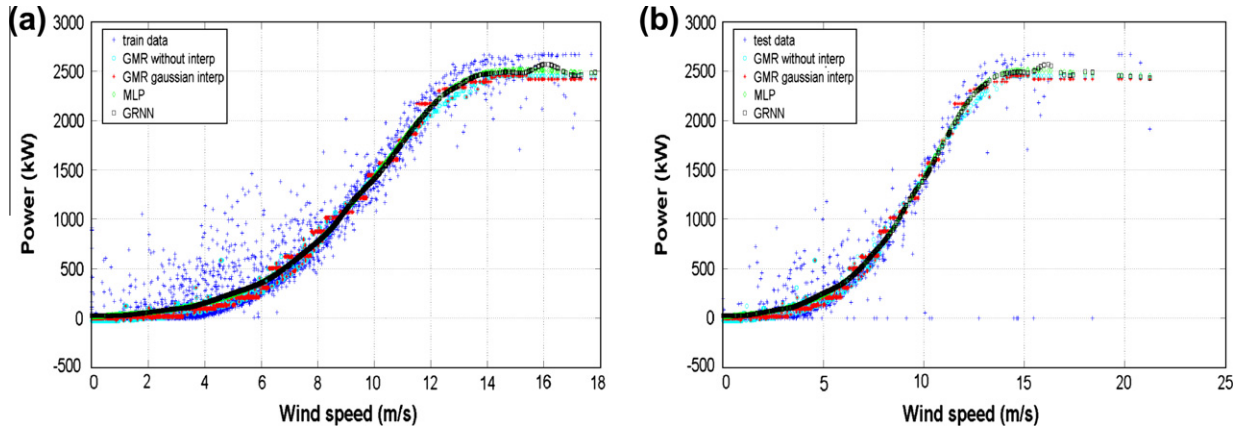 (a)
3000
2500
2000
1500
1000
500
0
-500
Power (kW)
train data
GMR without interp
GMR gaussian interp
MLP
GRNN
0 2 4 6 8 10 12 14 16 18
Wind speed (m/s)
(b)
3000
2500
2000
1500
1000
500
0
-500
Power (kW)
test data
GMR without interp
GMR gaussian interp
MLP
GRNN
0 5 10 15 20 25
Wind speed (m/s)